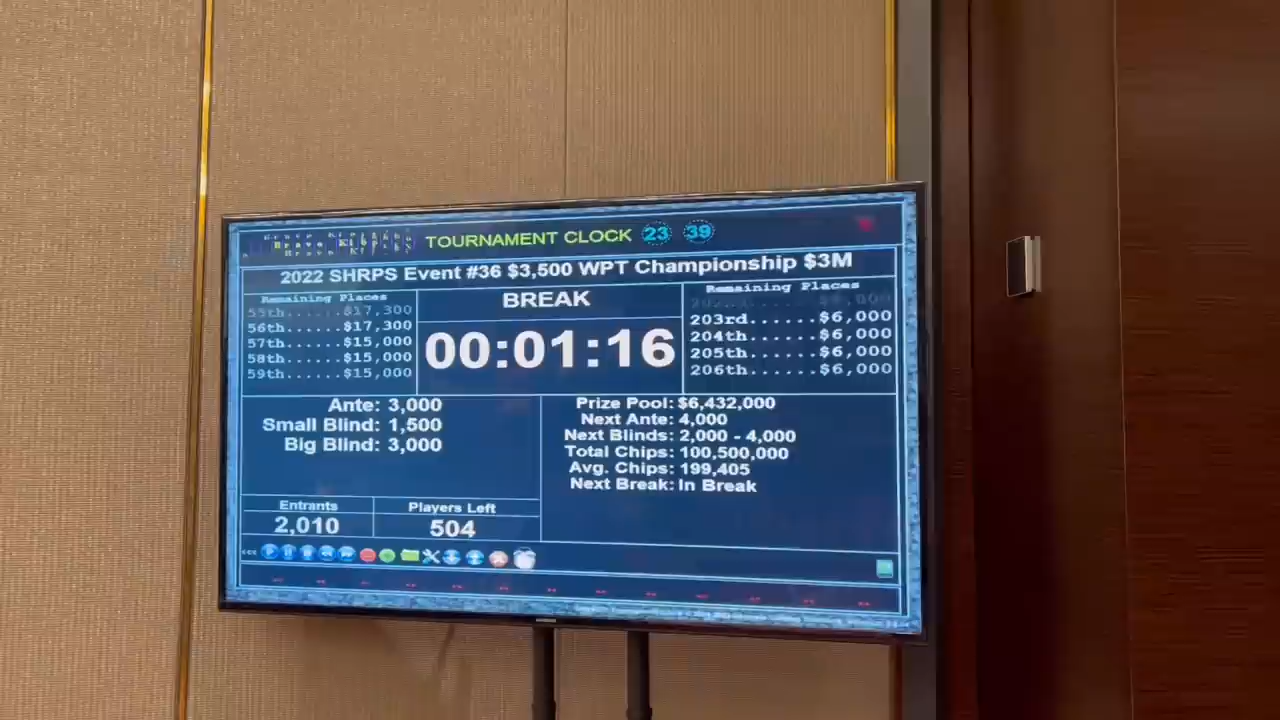 TOURNAMENT CLOCK 23 39
2022 SHRPS Event #36 $3,500 WPT Championship $3M
Remaining Places
55th......$17,300
56th......$17,300
57th......$15,000
58th......$15,000
59th......$15,000
BREAK
00:01:16
Remaining Places
203rd......$6,000
204th......$6,000
205th......$6,000
206th......$6,000
Ante: 3,000
Small Blind: 1,500
Big Blind: 3,000
Prize Pool: $6,432,000
Next Ante: 4,000
Next Blinds: 2,000 - 4,000
Total Chips: 100,500,000
Avg. Chips: 199,405
Next Break: In Break
Entrants
2,010
Players Left
504
<<<